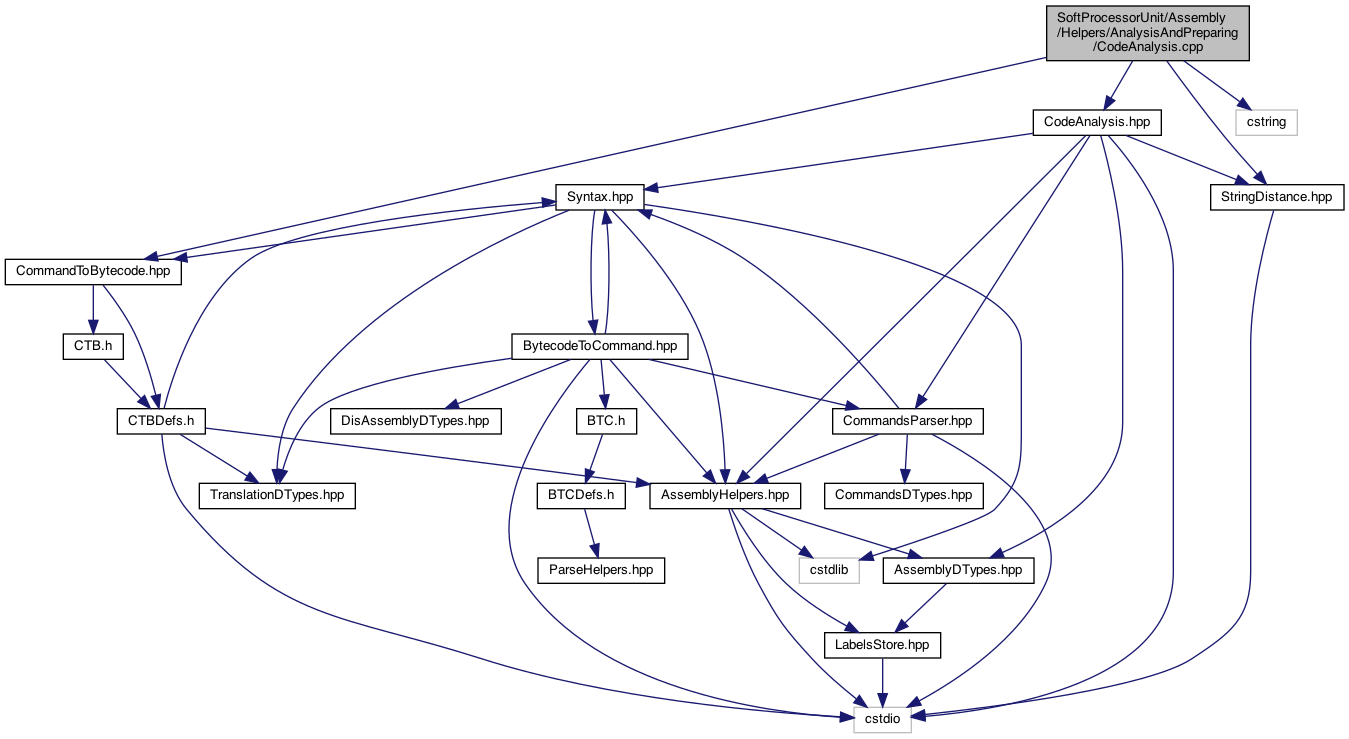 SoftProcessorUnit/Assembly
/Helpers/AnalysisAndPreparing
/CodeAnalysis.cpp
CodeAnalysis.hpp
cstring
Syntax.hpp
StringDistance.hpp
CommandToBytecode.hpp
CTB.h
BytecodeToCommand.hpp
CTBDefs.h
DisAssemblyDTypes.hpp
BTC.h
CommandsParser.hpp
TranslationDTypes.hpp
BTCDefs.h
AssemblyHelpers.hpp
CommandsDTypes.hpp
ParseHelpers.hpp
cstdlib
AssemblyDTypes.hpp
LabelsStore.hpp
cstdio